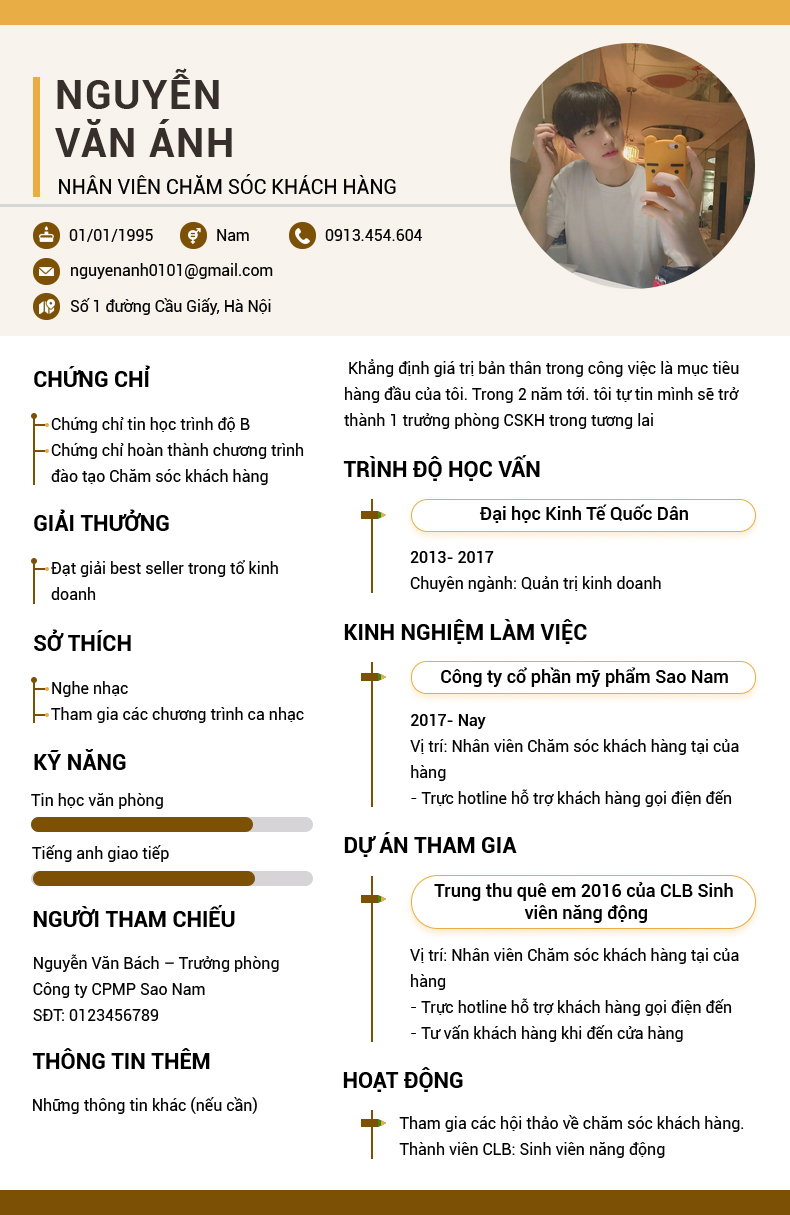 NGUYỄN
VĂN ÁNH
NHÂN VIÊN CHĂM SÓC KHÁCH HÀNG
01/01/1995 Nam 0913.454.604
nguyenanh0101@gmail.com
Số 1 đường Cầu Giấy, Hà Nội
CHỨNG CHỈ
Chứng chỉ tin học trình độ B
Chứng chỉ hoàn thành chương trình
đào tạo Chăm sóc khách hàng
GIẢI THƯỞNG
Đạt giải best seller trong tố kinh
doanh
SỞ THÍCH
Nghe nhạc
Tham gia các chương trình ca nhạc
KỸ NĂNG
Tin học văn phòng
Tiếng anh giao tiếp
NGƯỜI THAM CHIẾU
Nguyễn Văn Bách – Trưởng phòng
Công ty CPMP Sao Nam
SĐT: 0123456789
THÔNG TIN THÊM
Những thông tin khác (nếu cần)
Khẳng định giá trị bản thân trong công việc là mục tiêu
hàng đầu của tôi. Trong 2 năm tới. tôi tự tin mình sẽ trở
thành 1 trưởng phòng CSKH trong tương lai
TRÌNH ĐỘ HỌC VẤN
Đại học Kinh Tế Quốc Dân
2013- 2017
Chuyên ngành: Quản trị kinh doanh
KINH NGHIỆM LÀM VIỆC
Công ty cổ phần mỹ phẩm Sao Nam
2017- Nay
Vị trí: Nhân viên Chăm sóc khách hàng tại của
hàng
- Trực hotline hỗ trợ khách hàng gọi điện đến
DỰ ÁN THAM GIA
Trung thu quê em 2016 của CLB Sinh
viên năng động
Vị trí: Nhân viên Chăm sóc khách hàng tại của
hàng
- Trực hotline hỗ trợ khách hàng gọi điện đến
- Tư vấn khách hàng khi đến cửa hàng
HOẠT ĐỘNG
Tham gia các hội thảo về chăm sóc khách hàng.
Thành viên CLB: Sinh viên năng động